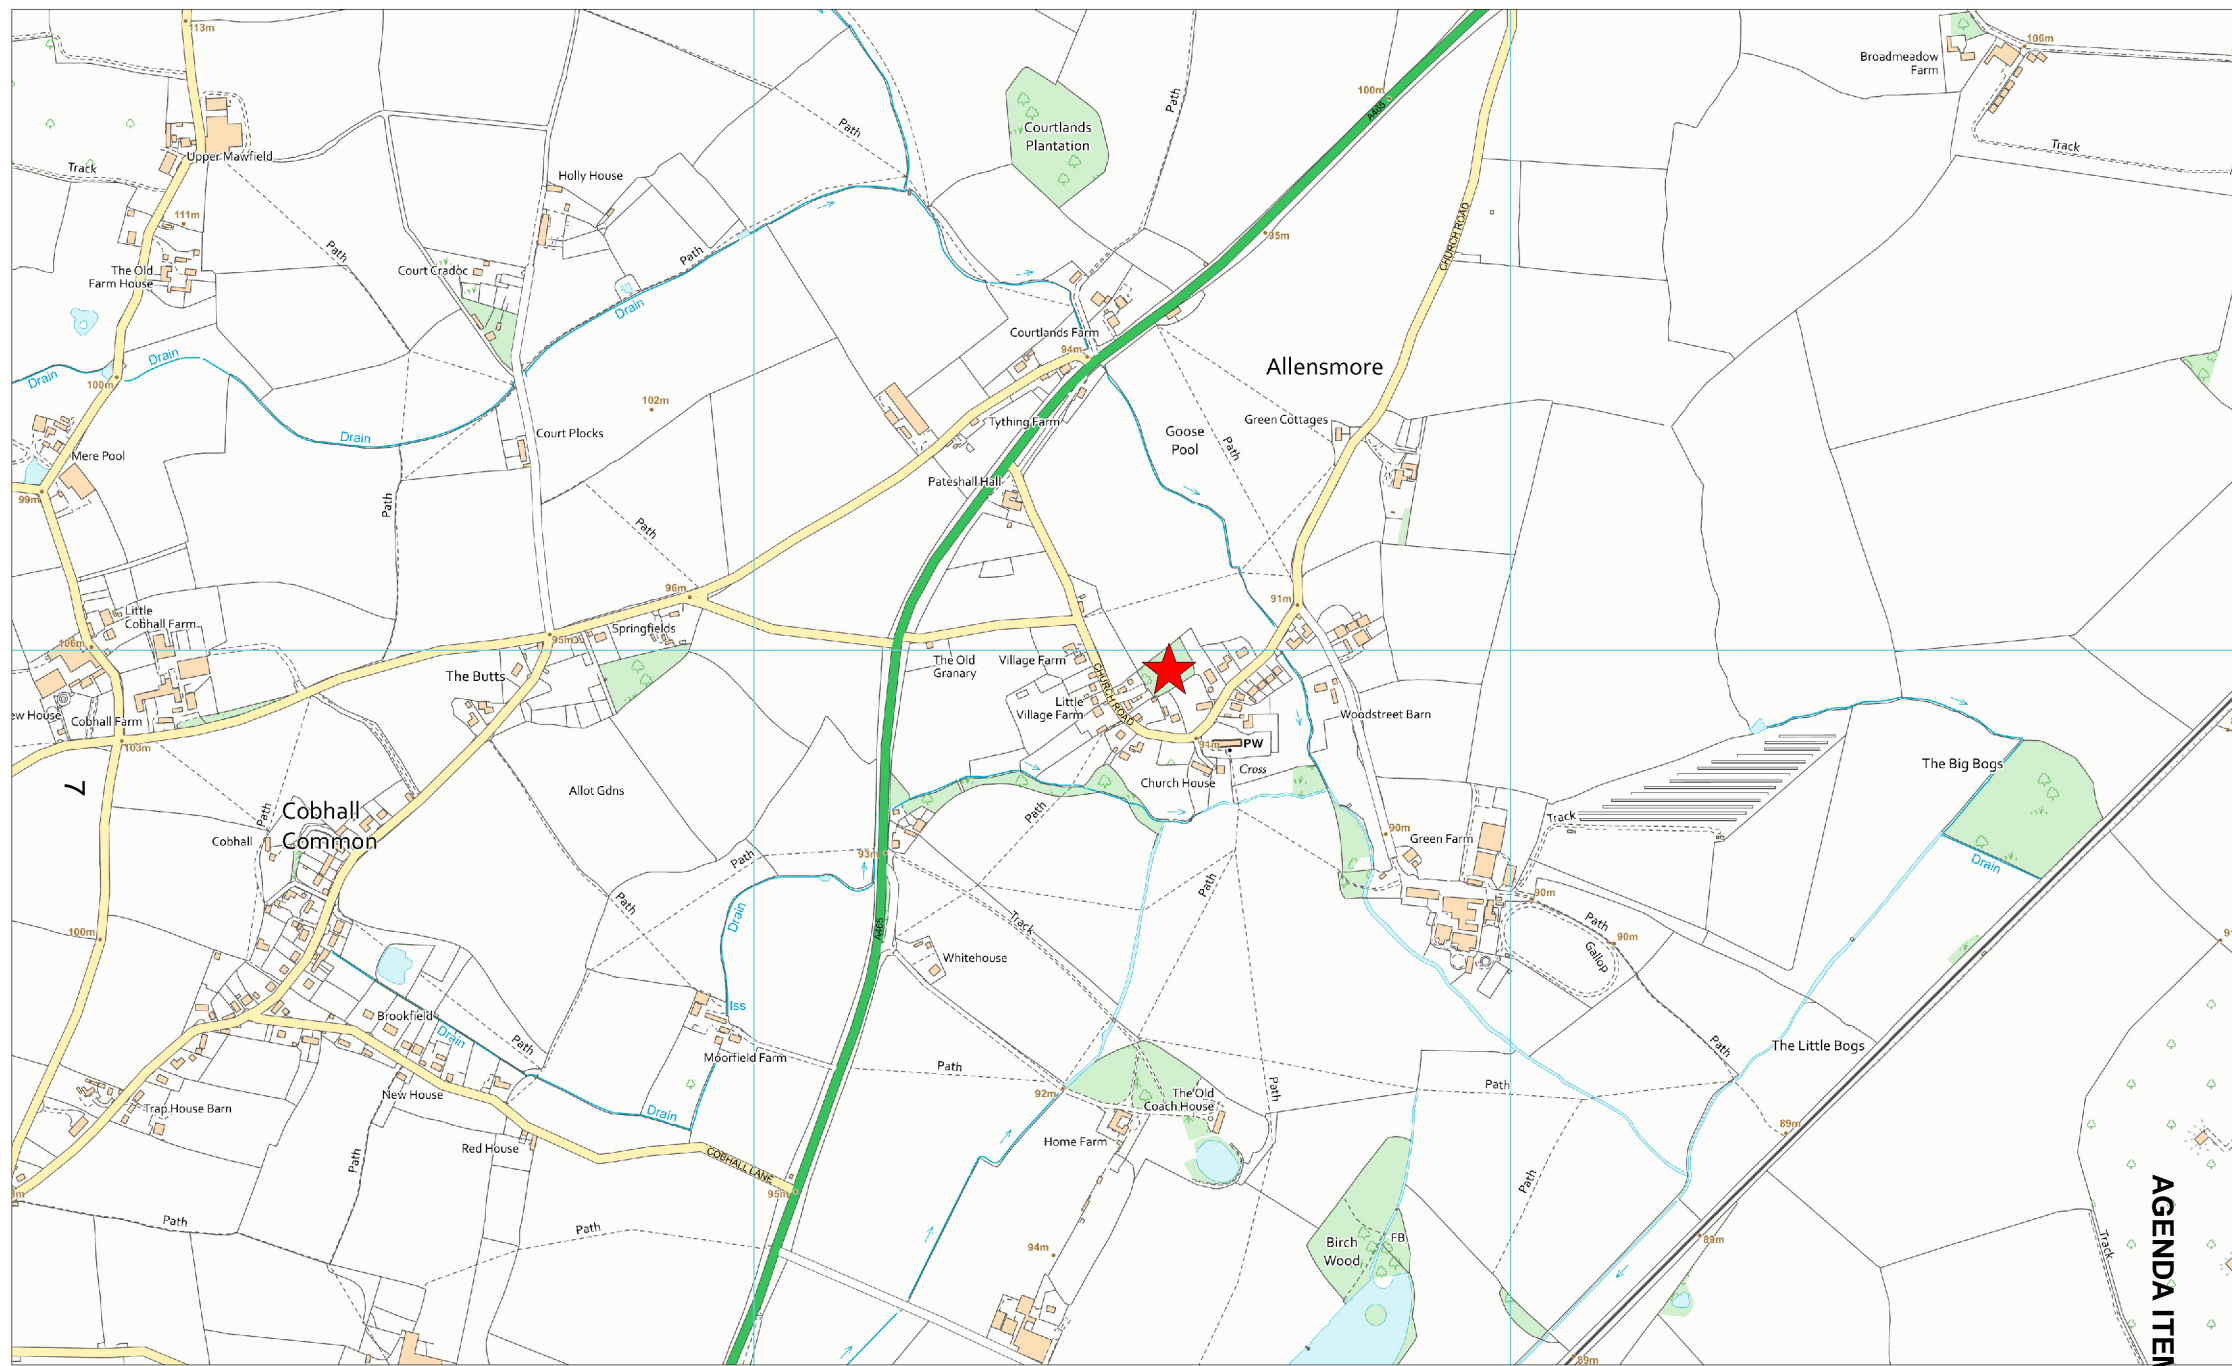 113m
Broadmeadow
Farm
106m
Track
100m
A465
Courtlands
Plantation
Path
Path
Upper Mawfield
Track
Holly House
111m
Path
95m
CHURCH ROAD
The Old
Farm House
Court Cradoc
Path
Drain
Courtlands Farm
94m
Allensmore
Drain
Drain
100m
102m
Drain
Court Plocks
Tything Farm
Goose
Pool
Path
Green Cottages
Mere Pool
99m
Path
Path
Pateshall Hall
96m
91m
Little
Cobhall Farm
106m
95m
Springfields
The Butts
The Old
Granary
Village Farm
CHURCH ROAD
Little
Village Farm
Woodstreet Barn
ew House
Cobhall Farm
103m
91m
PW
Cross
Church House
The Big Bogs
7
Allot Gdns
Cobhall
Common
Path
Cobhall
Path
Path
93m
90m
Green Farm
Track
Drain
Path
Path
Track
90m
Path
90m
Gallop
100m
Drain
A465
Whitehouse
91
Iss
Brookfield
Drain
Path
Moorfield Farm
Path
The Little Bogs
Path
Path
Path
92m
The Old
Coach House
New House
Trap House Barn
Drain
Red House
Home Farm
89m
Path
COBHALL LANE
95m
3m
Path
Path
Path
94m
Birch
Wood
FB
89m
Track
AGENDA ITEM
89m